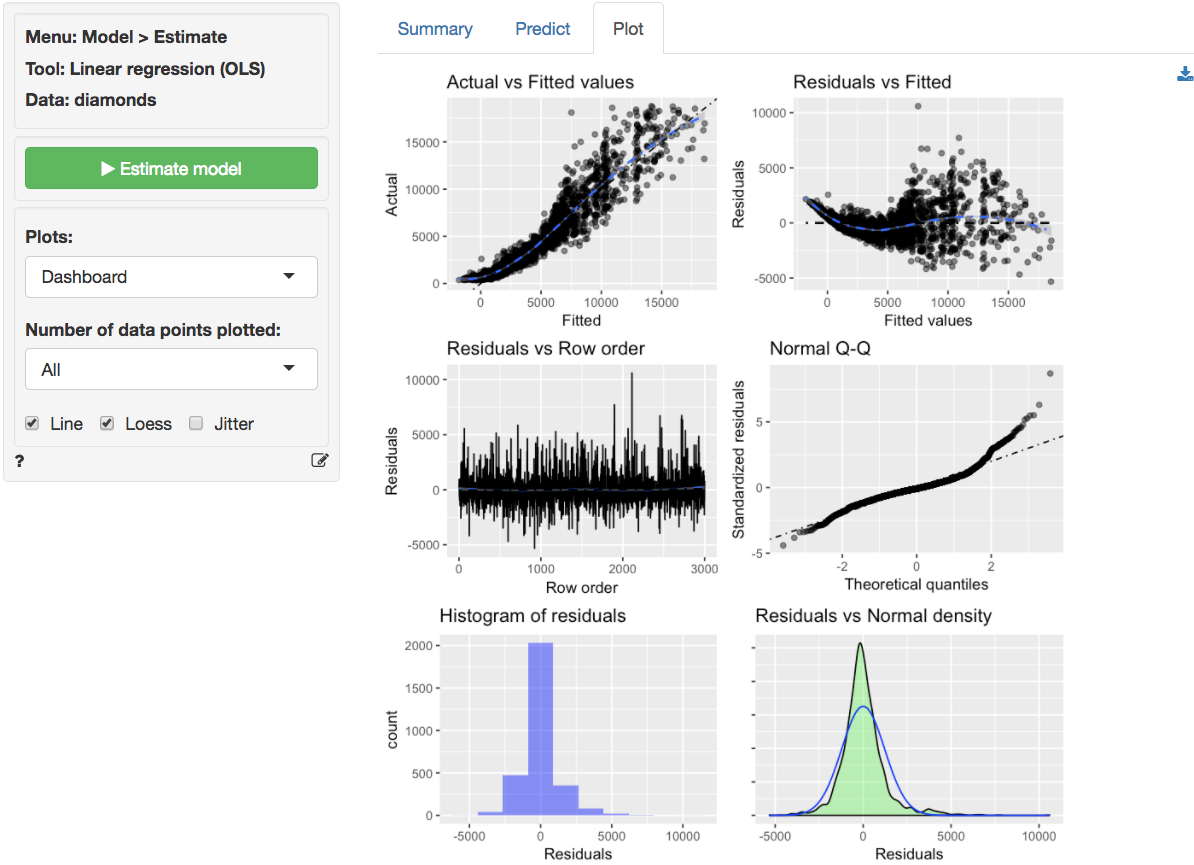 Menu: Model > Estimate
Tool: Linear regression (OLS)
Data: diamonds
Estimate model
Plots:
Dashboard
Number of data points plotted:
All
Line Loess Jitter
?
Summary Predict Plot
Actual vs Fitted values
Actual
15000
10000
5000
0
0 5000 10000 15000
Fitted
Residuals vs Fitted
Residuals
10000
5000
0
-5000
0 5000 10000 15000
Fitted values
Residuals vs Row order
Residuals
10000
5000
0
-5000
0 1000 2000 3000
Row order
Normal Q-Q
Standardized residuals
5
0
-5
-2 0 2
Theoretical quantiles
Histogram of residuals
count
2000
1500
1000
500
0
-5000 0 5000 10000
Residuals
Residuals vs Normal density
-5000 0 5000 10000
Residuals